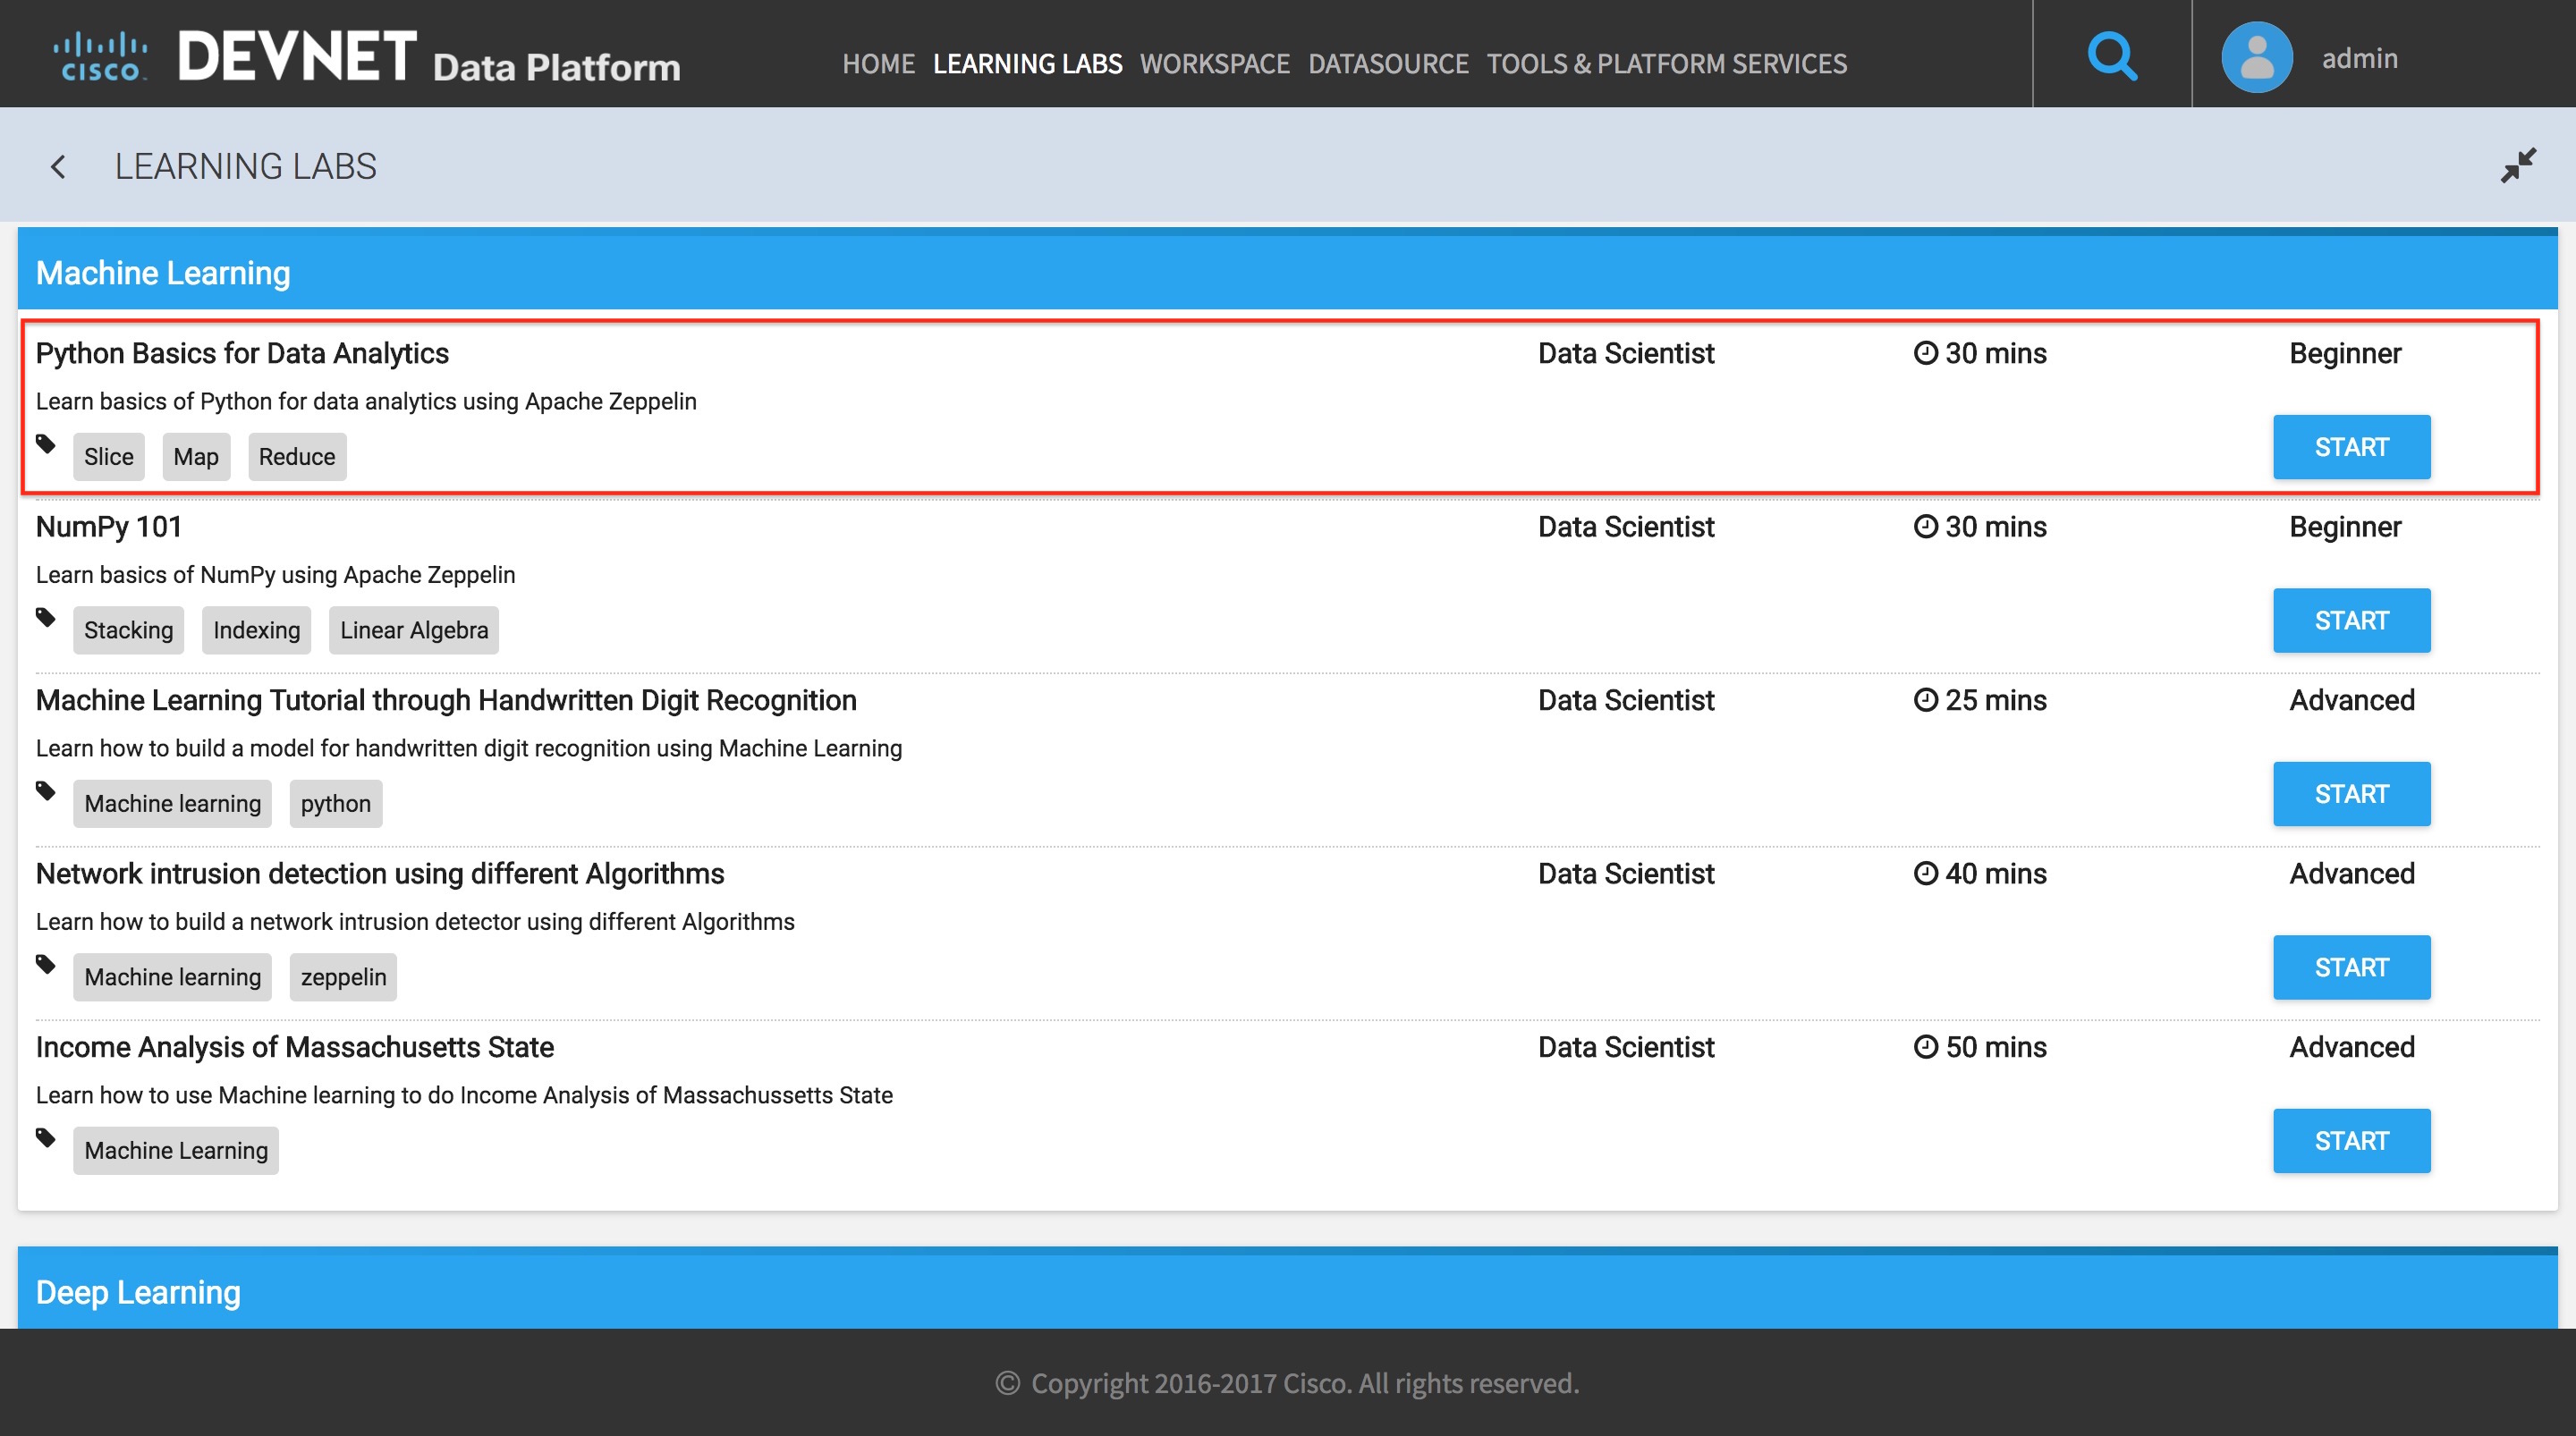 CISCO DEVNET Data Platform HOME LEARNING LABS WORKSPACE DATASOURCE TOOLS & PLATFORM SERVICES admin
LEARNING LABS
Machine Learning
Python Basics for Data Analytics Data Scientist 30 mins Beginner
Learn basics of Python for data analytics using Apache Zeppelin
Slice Map Reduce START
NumPy 101 Data Scientist 30 mins Beginner
Learn basics of NumPy using Apache Zeppelin
Stacking Indexing Linear Algebra START
Machine Learning Tutorial through Handwritten Digit Recognition Data Scientist 25 mins Advanced
Learn how to build a model for handwritten digit recognition using Machine Learning
Machine learning python START
Network intrusion detection using different Algorithms Data Scientist 40 mins Advanced
Learn how to build a network intrusion detector using different Algorithms
Machine learning zeppelin START
Income Analysis of Massachusetts State Data Scientist 50 mins Advanced
Learn how to use Machine learning to do Income Analysis of Massachussetts State
Machine Learning START
Deep Learning
© Copyright 2016-2017 Cisco. All rights reserved.